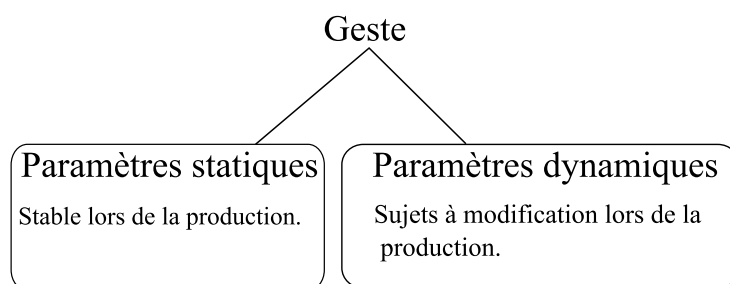 Geste
Paramètres statiques
Stable lors de la production.
Paramètres dynamiques
Sujets à modification lors de la
production.